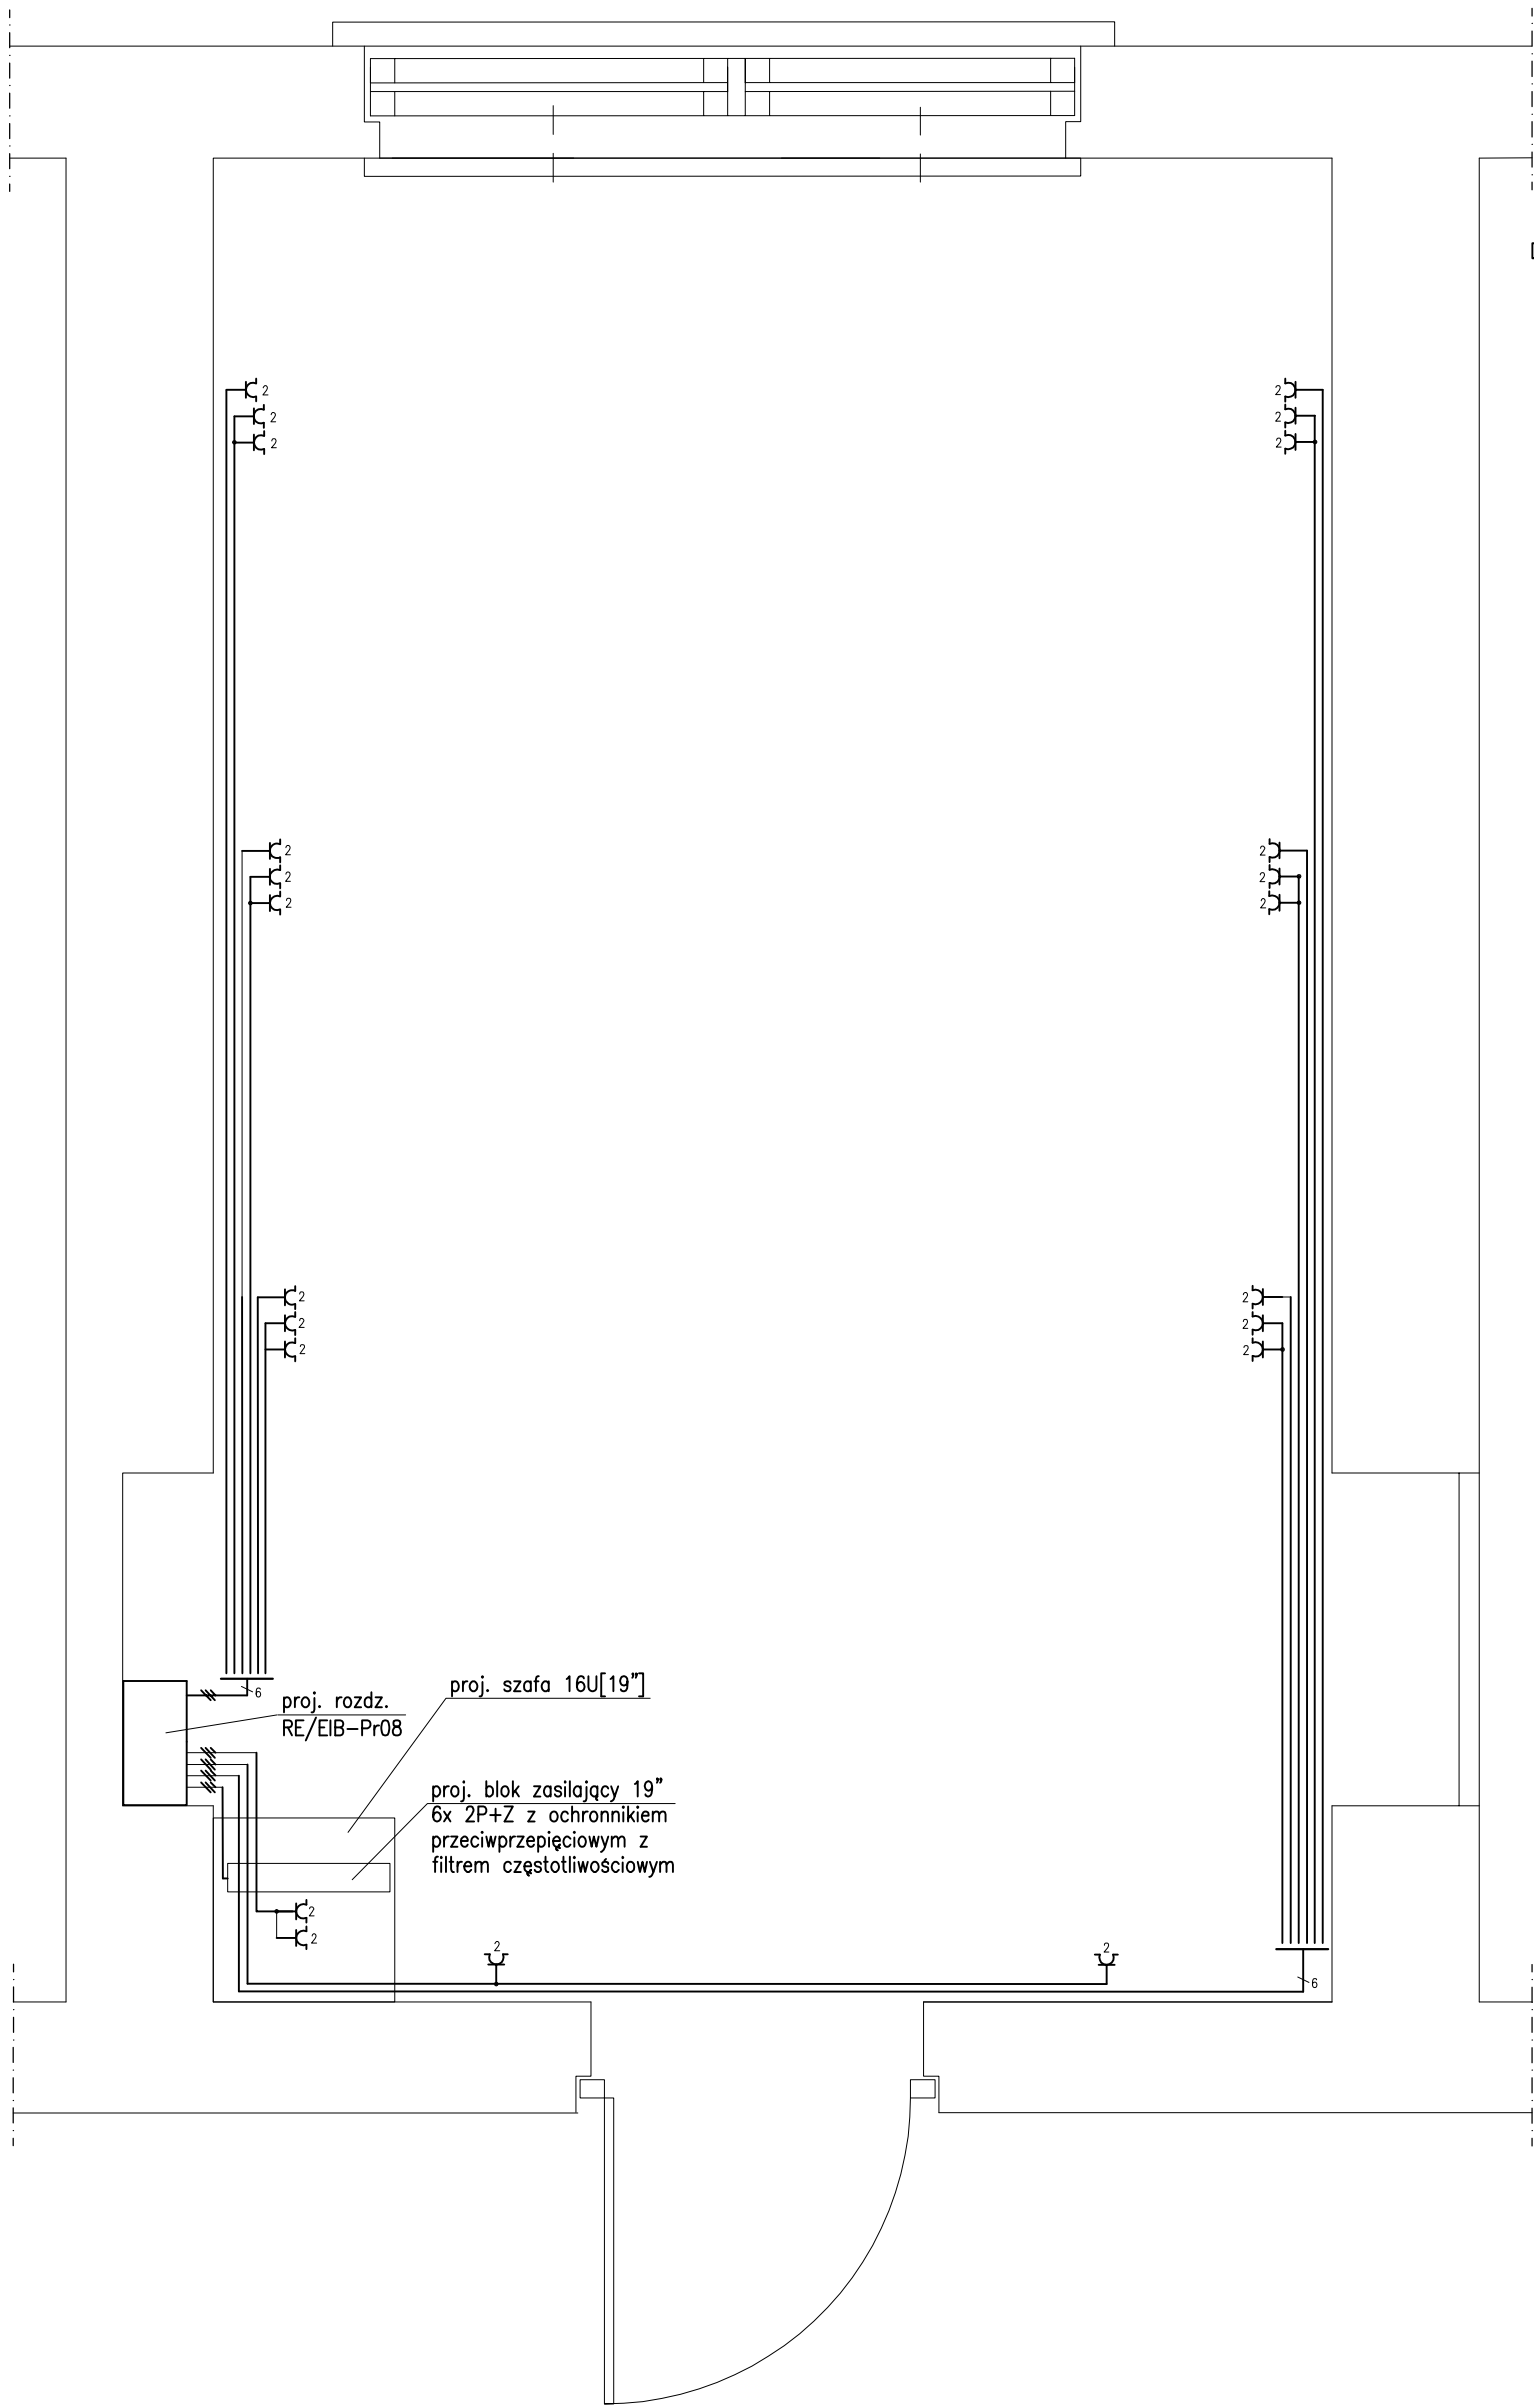 2 2
2 2
2 2
2 2
2 2
2 2
2 2
2 2
2 2
proj. szafa 16U[19"]
6
proj. rozdz.
RE/EIB-Pr08
proj. blok zasilający 19"
6x 2P+Z z ochronnikiem
przeciwprzepięciowym z
filtrem częstotliwościowym
2
2
2 2
6